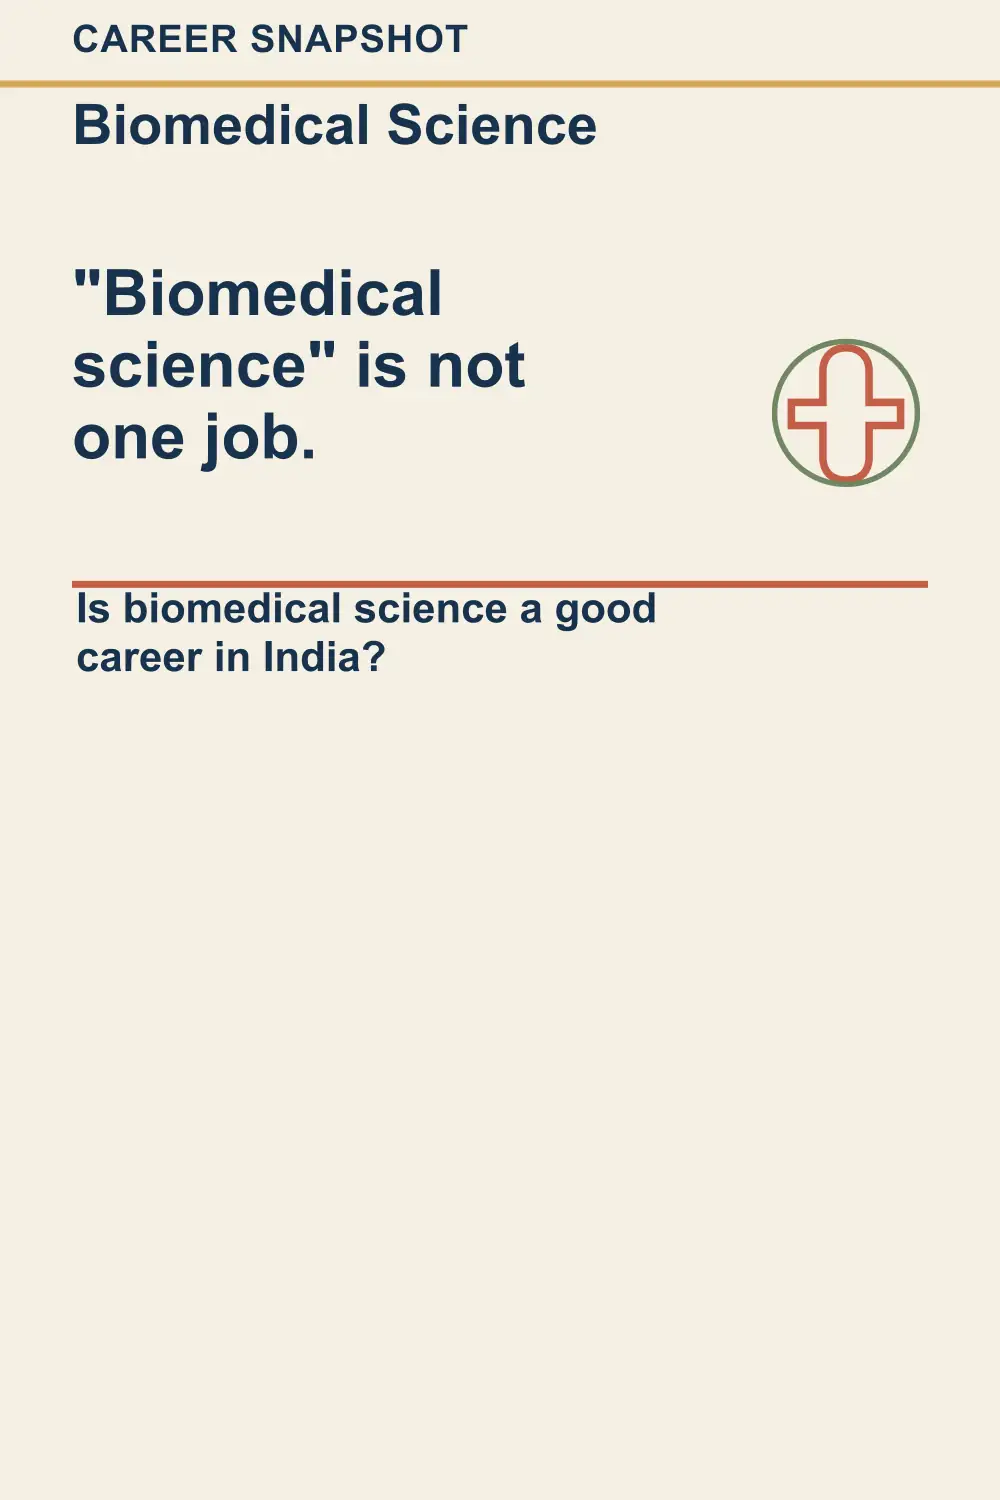 CAREER SNAPSHOT
Biomedical Science
"Biomedical
science" is not
one job.
Is biomedical science a good
career in India?